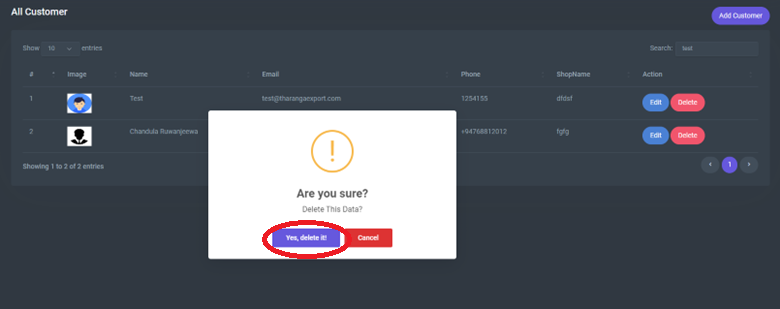 All Customer
Add Customer
Show 10 entries
Search: test
# Image Name Email Phone ShopName Action
1 Test test@tharangaexport.com 1254155 dfdsf Edit Delete
2 Chandula Ruwanjeewa +94768812012 fgfg Edit Delete
Showing 1 to 2 of 2 entries
1
!
Are you sure?
Delete This Data?
Yes, delete it! Cancel